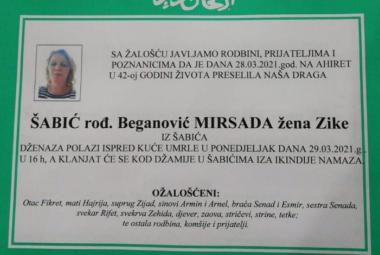 SA ŽALOŠĆU JAVLJAMO RODBINI, PRIJATELJIMA I
POZNANICIMA DA JE DANA 28.03.2021.god. NA AHIRET
U 42-oj GODINI ŽIVOTA PRESELILA NAŠA DRAGA
ŠABIĆ rođ. Beganović MIRSADA žena Zike
IZ ŠABIĆA
DŽENAZA POLAZI ISPRED KUĆE UMRLE U PONEDJELJAK DANA 29.03.2021.g.,
U 16 h, A KLANJAT ĆE SE KOD DŽAMIJE U ŠABIĆIMA IZA IKINDIJE NAMAZA.
OŽALOŠĆENI:
Otac Fikret, mati Hajrija, suprug Zijad, sinovi Armin i Arnel, braća Senad i Esmir, sestra Senada,
svekar Rifet, svekrva Zehida, djever, zaova, stričevi, strine, tetke;
te ostala rodbina, komšije i prijatelji.